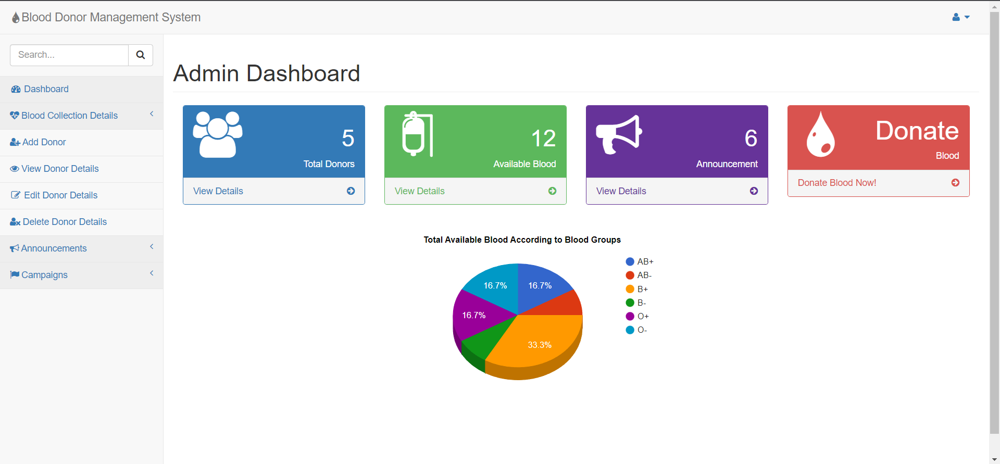 Blood Donor Management System
Search...
Dashboard
Blood Collection Details
Add Donor
View Donor Details
Edit Donor Details
Delete Donor Details
Announcements
Campaigns
Admin Dashboard
5
Total Donors
View Details
12
Available Blood
View Details
6
Announcement
View Details
Donate
Blood
Donate Blood Now!
Total Available Blood According to Blood Groups
16.7%
16.7%
16.7%
33.3%
AB+
AB-
B+
B-
O+
O-